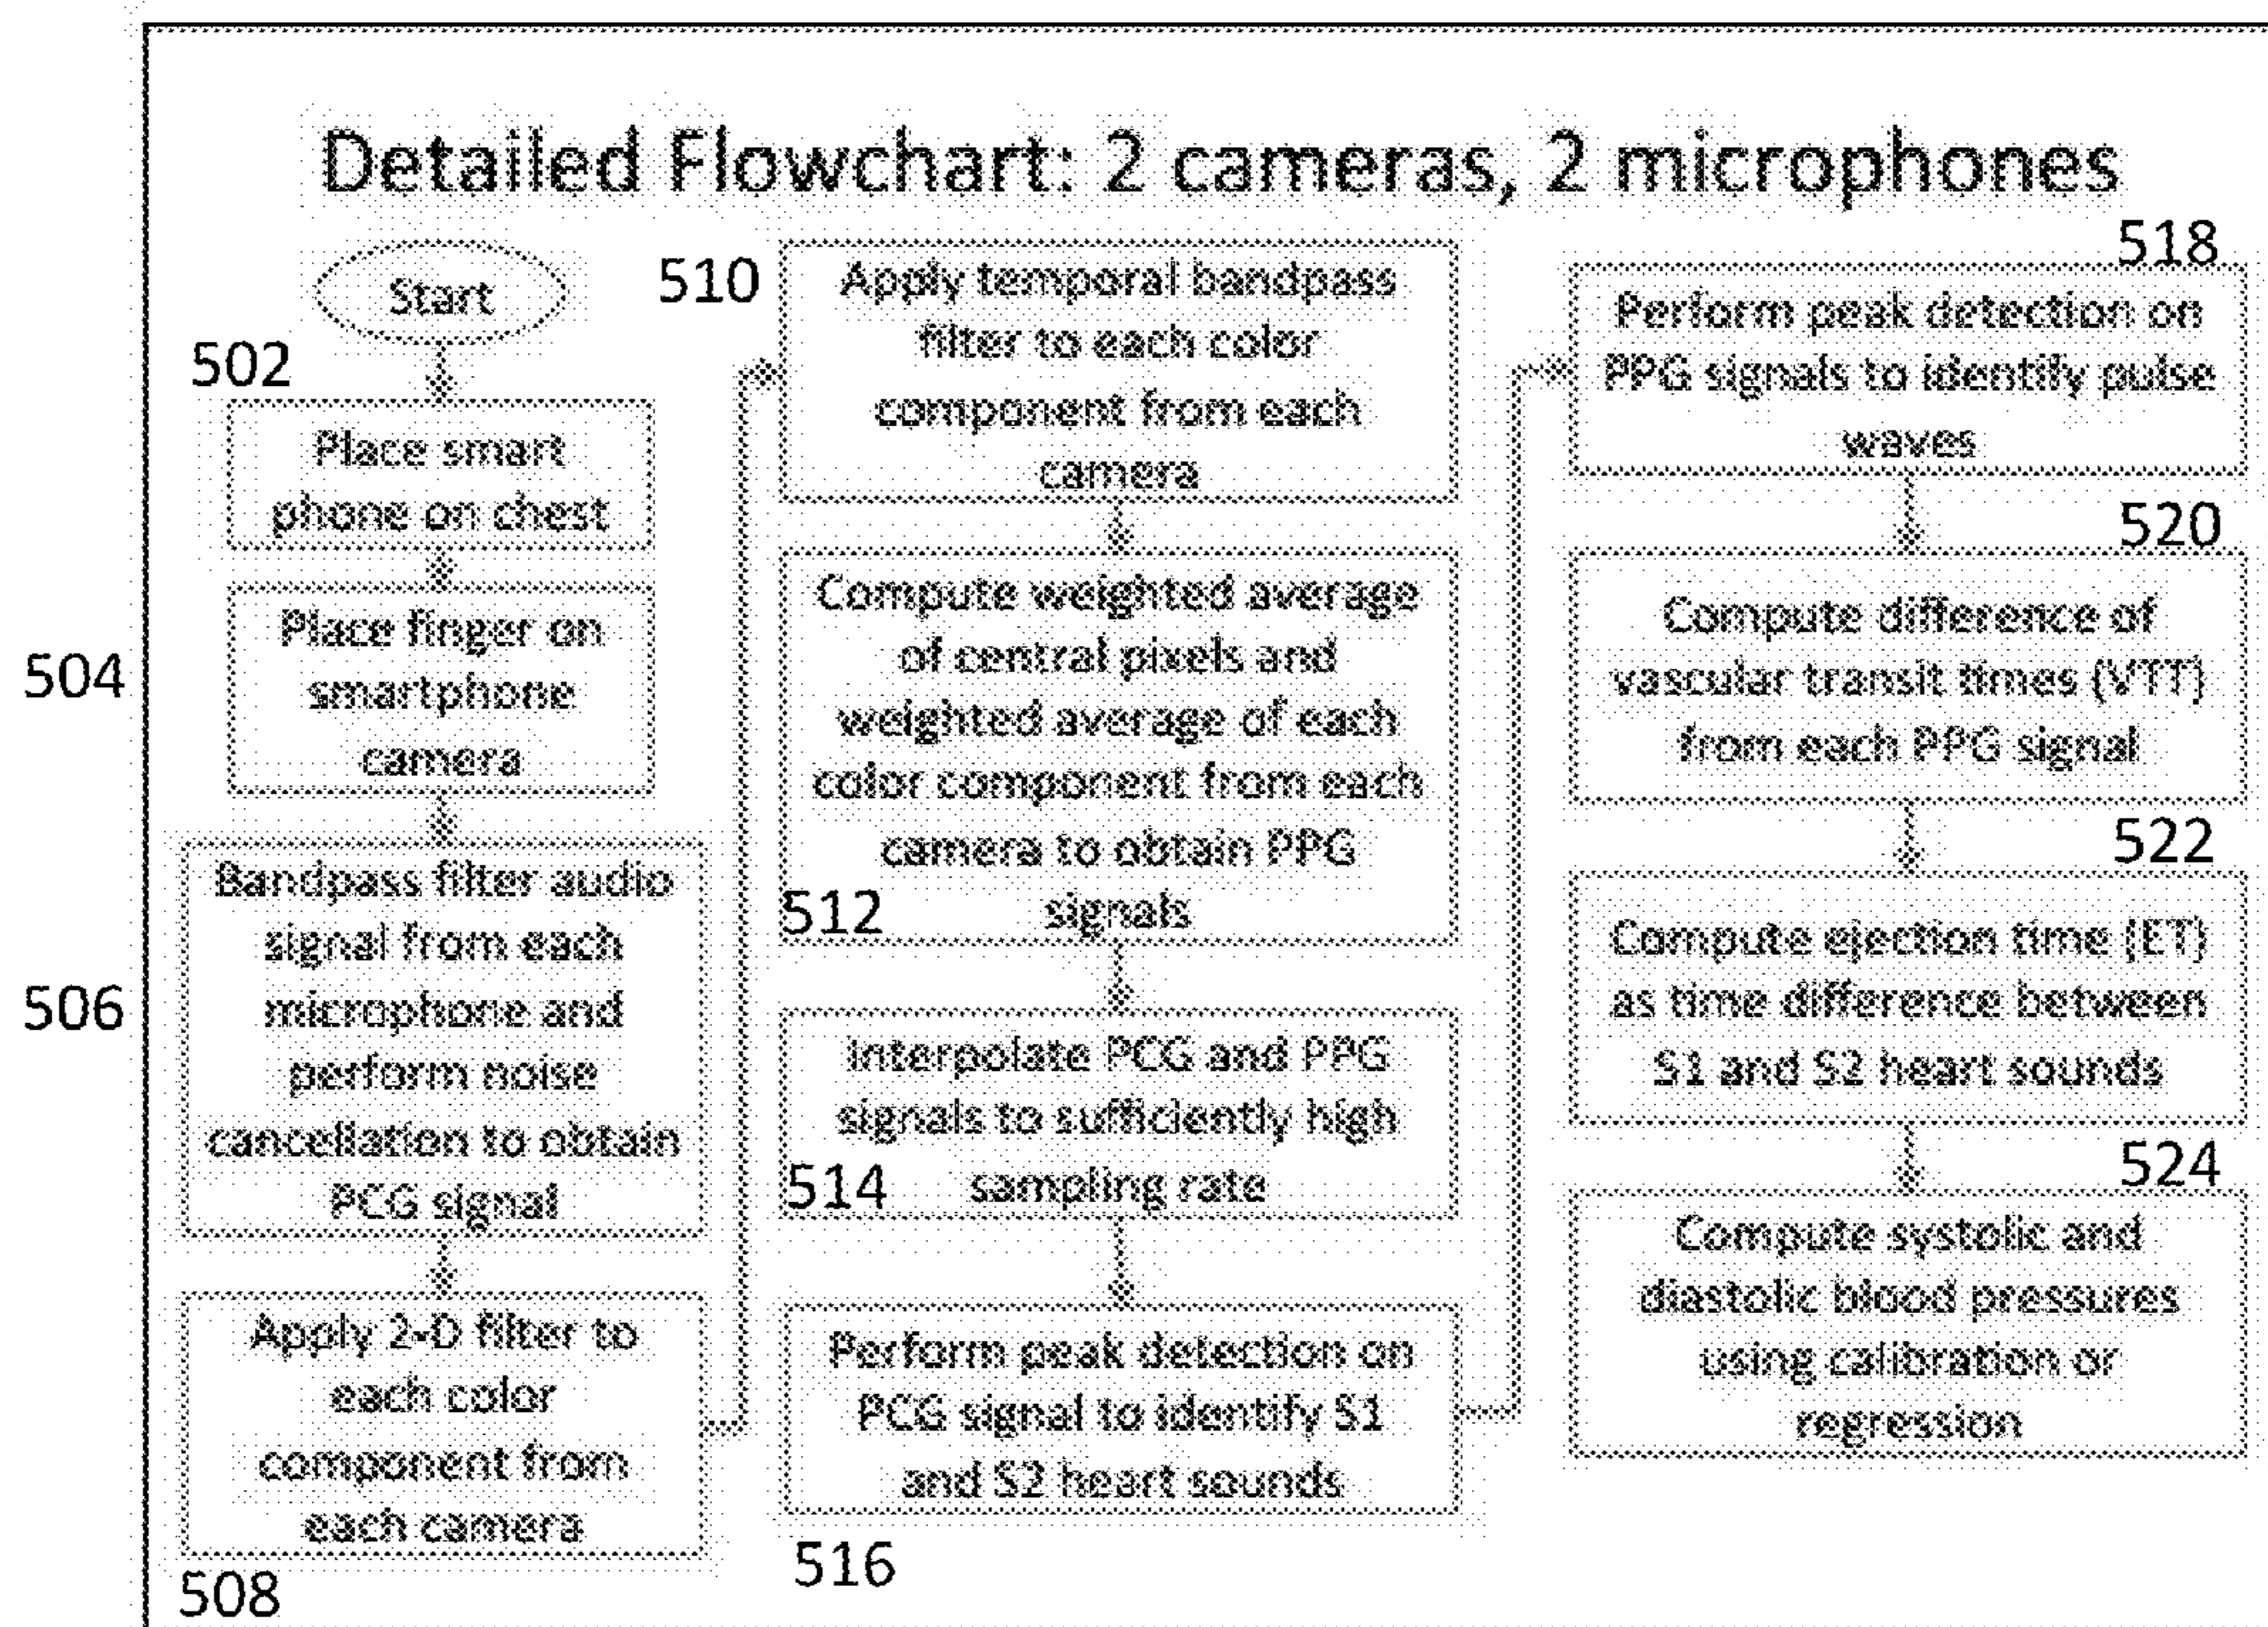 Detailed Flowchart: 2 cameras, 2 microphones
Start
502
Place smart
phone on chest
504
Place finger on
smartphone
camera
506
Bandpass filter audio
signal from each
microphone and
perform noise
cancellation to obtain
PCG signal
Apply 2-D filter to
each color
component from
each camera
508
510
Apply temporal bandpass
filter to each color
component from each
camera
Compute weighted average
of central pixels and
weighted average of each
color component from each
camera to obtain PPG
signals
512
Interpolate PCG and PPG
signals to sufficiently high
sampling rate
514
Perform peak detection on
PCG signal to identify S1
and S2 heart sounds
516
518
Perform peak detection on
PPG signals to identify pulse
waves
520
Compute difference of
vascular transit times (VTT)
from each PPG signal
522
Compute ejection time (ET)
as time difference between
S1 and S2 heart sounds
524
Compute systolic and
diastolic blood pressures
using calibration or
regression